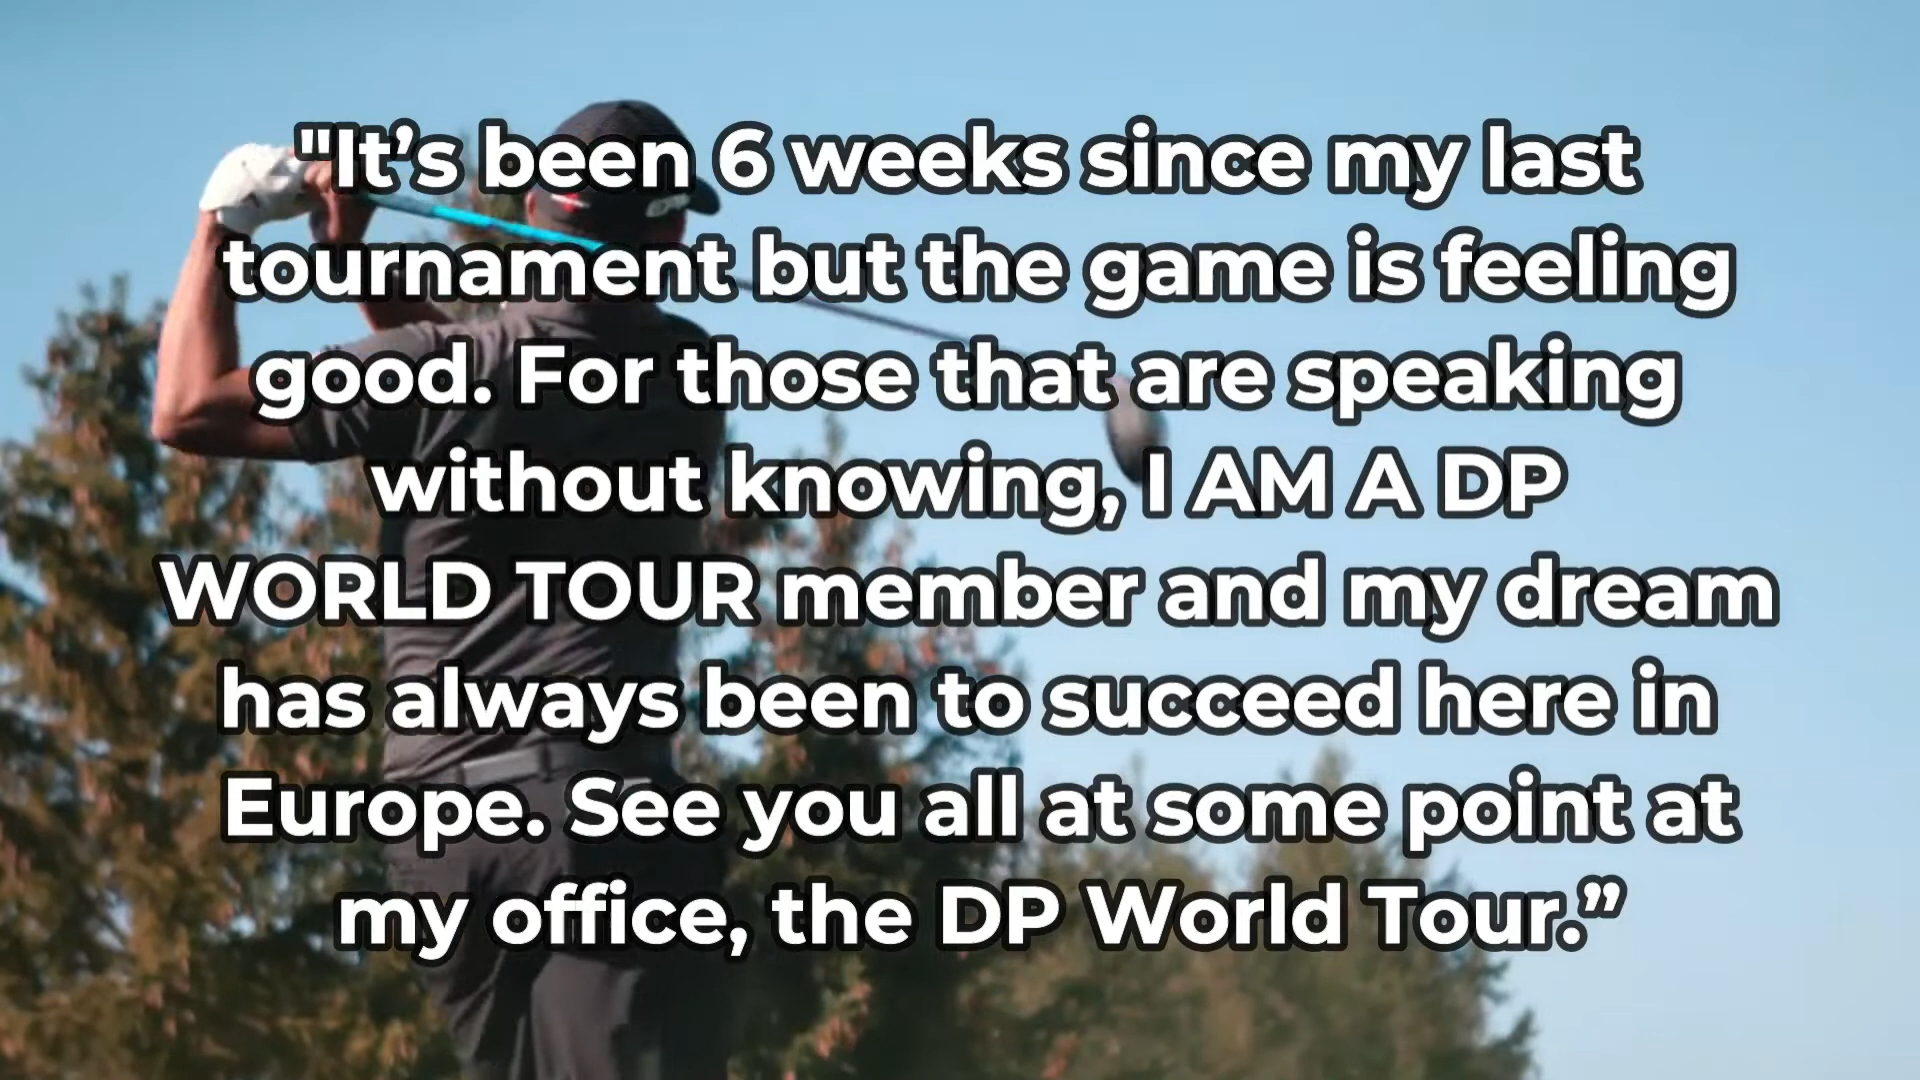 "It’s been 6 weeks since my last
tournament but the game is feeling
good. For those that are speaking
without knowing, I AM A DP
WORLD TOUR member and my dream
has always been to succeed here in
Europe. See you all at some point at
my office, the DP World Tour.”